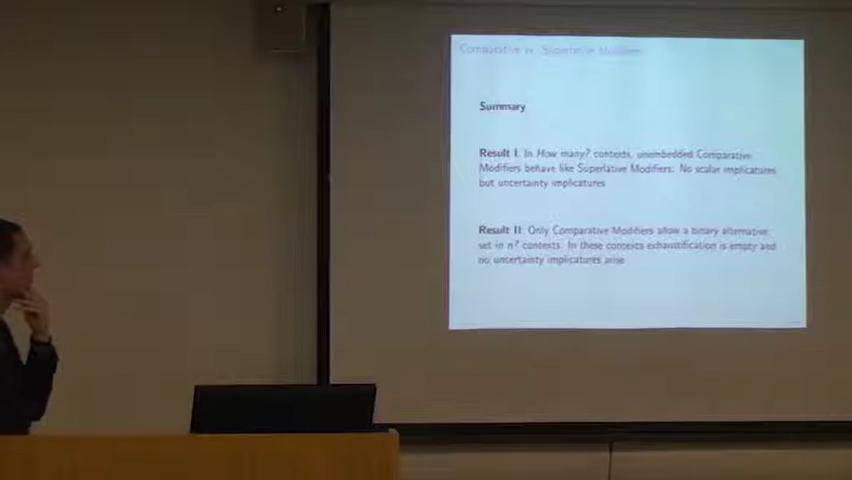 Comparative vs. Superlative Modifiers
Summary
Result I. In How many? contexts, unembedded Comparative
Modifiers behave like Superlative Modifiers. No scalar implicatures
but uncertainty implicatures
Result II. Only Comparative Modifiers allow a binary alternative
set in n? contexts. In these contexts exhaustification is empty and
no uncertainty implicatures arise